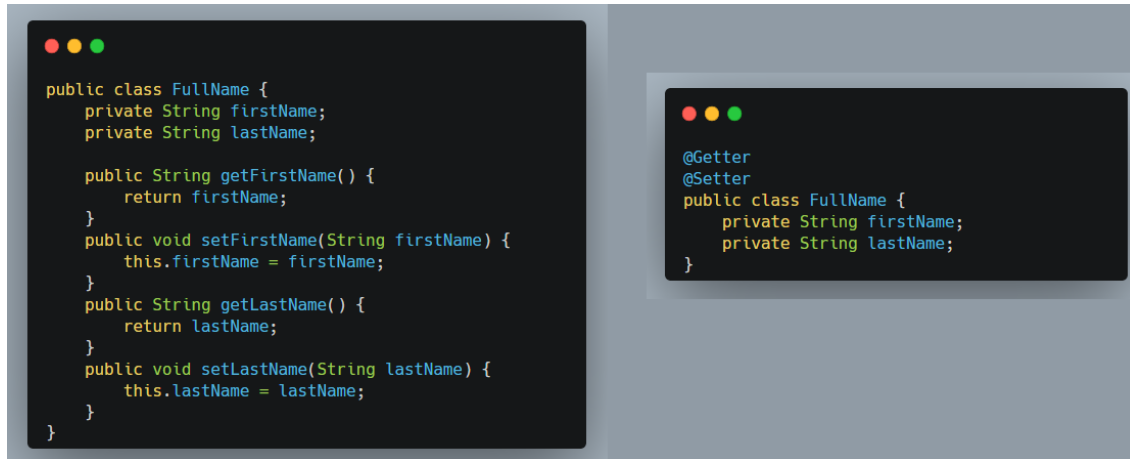 public class FullName {
    private String firstName;
    private String lastName;

    public String getFirstName() {
        return firstName;
    }
    public void setFirstName(String firstName) {
        this.firstName = firstName;
    }
    public String getLastName() {
        return lastName;
    }
    public void setLastName(String lastName) {
        this.lastName = lastName;
    }
}
@Getter
@Setter
public class FullName {
    private String firstName;
    private String lastName;
}